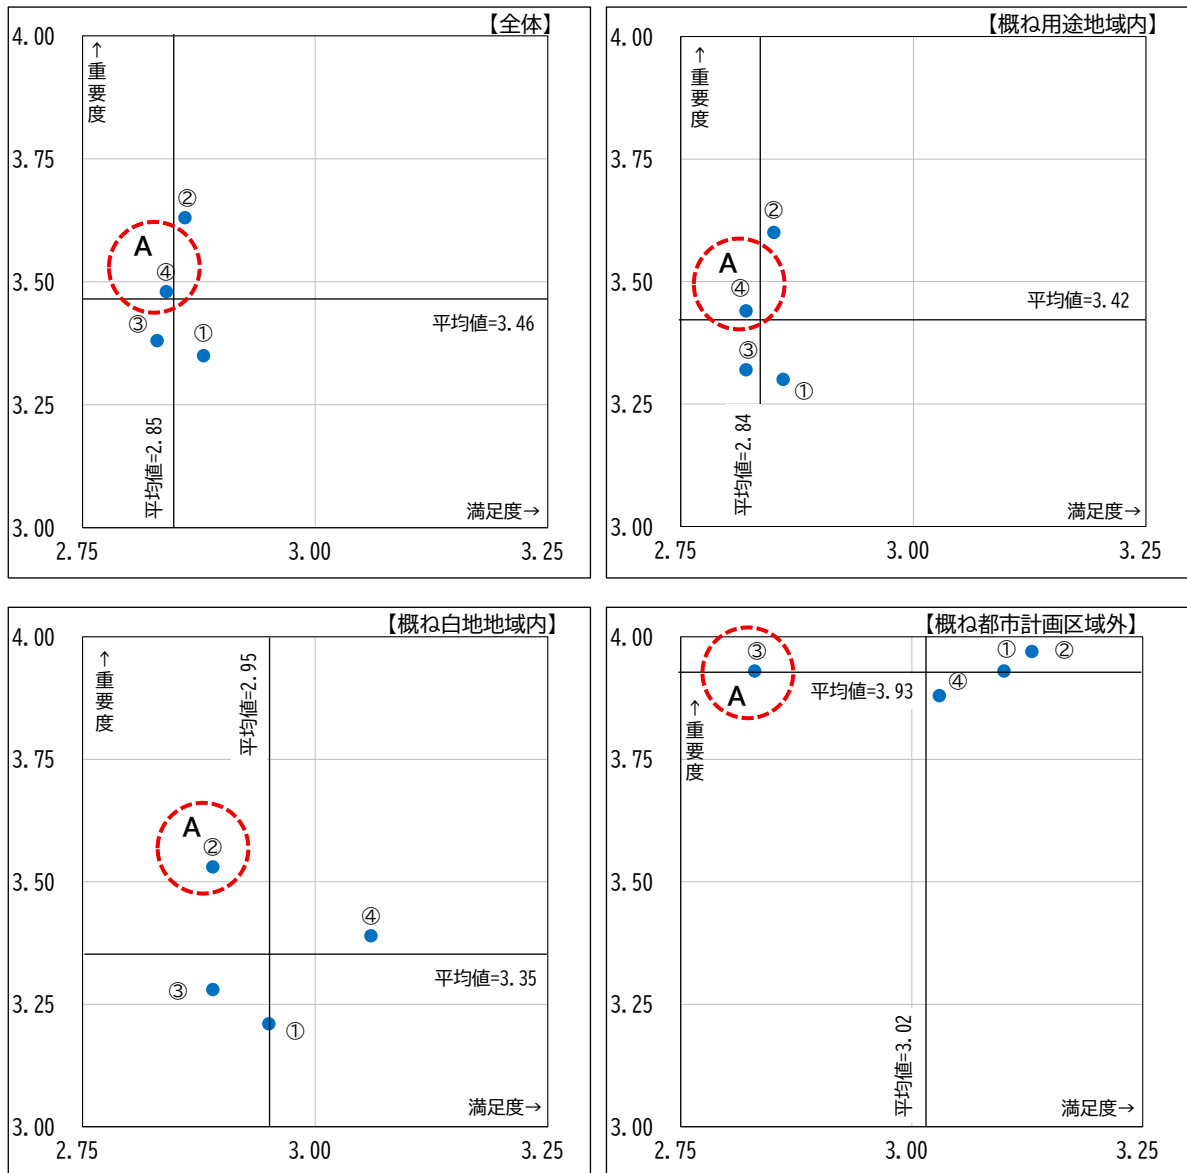 【全体】
4.00
↑重要度
3.75
②
A
④
3.50
平均値=3.46
③
①
3.25
平均値=2.85
満足度→
3.00
2.75
3.00
3.25
【概ね用途地域内】
4.00
↑重要度
3.75
②
A
④
3.50
平均値=3.42
③
①
3.25
平均値=2.84
満足度→
3.00
2.75
3.00
3.25
【概ね白地地域内】
4.00
↑重要度
平均値=2.95
3.75
A
②
3.50
④
平均値=3.35
③
①
3.25
満足度→
3.00
2.75
3.00
3.25
【概ね都市計画区域外】
4.00
③
①
②
A
平均値=3.93
④
↑重要度
3.75
3.50
3.25
平均値=3.02
満足度→
3.00
2.75
3.00
3.25